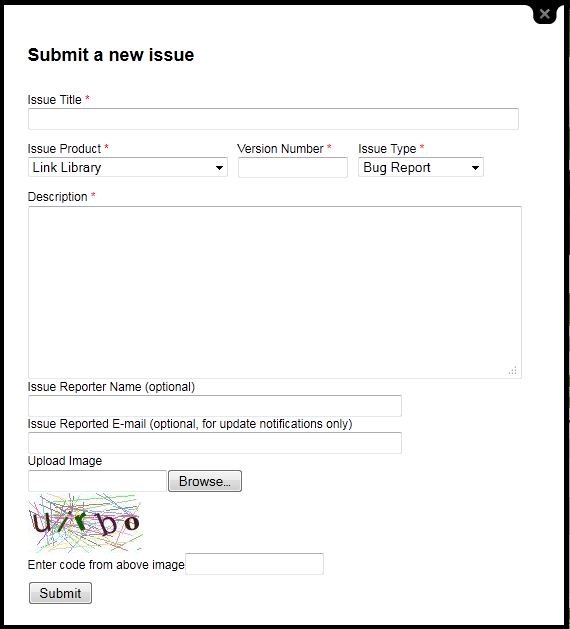 Submit a new issue
Issue Title *
Issue Product * Version Number * Issue Type *
Link Library Bug Report
Description *
Issue Reporter Name (optional)
Issue Reported E-mail (optional, for update notifications only)
Upload Image
Browse...
Enter code from above image
Submit